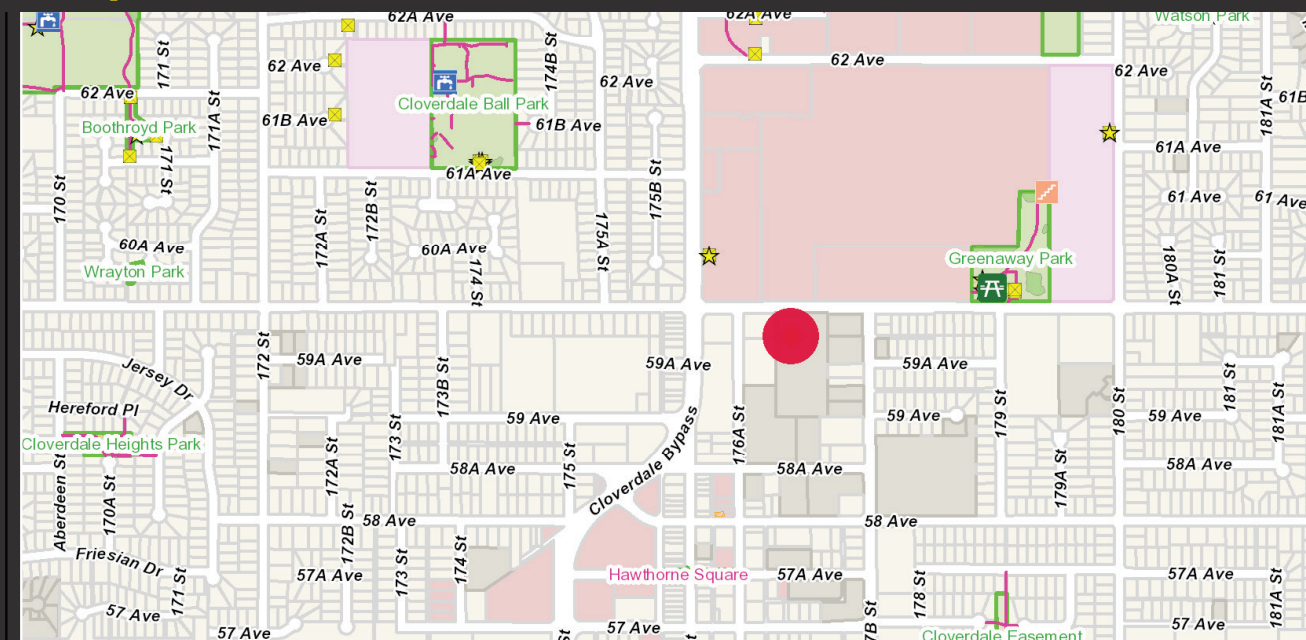 62A Ave
62A Ave
Watson Park
171 St
62 Ave
174B St
62 Ave
62 Ave
62 Ave
62 Ave
171A St
Cloverdale Ball Park
181A St
61B
Boothroyd Park
61B Ave
61B Ave
61A Ave
171 St
61A Ave
170 St
172B St
175B St
61 Ave
61 Ave
172A St
175A St
60A Ave
60A Ave
Wrayton Park
174 St
Greenaway Park
180A St
181 St
172 St
59A Ave
59A Ave
59A Ave
Jersey Dr
173B St
181 St
Hereford Pl
59 Ave
59 Ave
59 Ave
179 St
180 St
181A St
Cloverdale Heights Park
173 St
Cloverdale Bypass
176A St
Aberdeen St
170A St
172A St
58A Ave
175 St
58A Ave
58A Ave
179A St
58 Ave
58 Ave
172B St
Friesian Dr
57A Ave
173 St
174 St
Hawthorne Square
57A Ave
57A Ave
171 St
178 St
181A St
57 Ave
57 Ave
57 Ave
57 Ave
St
St
7B St
Cloverdale Easement